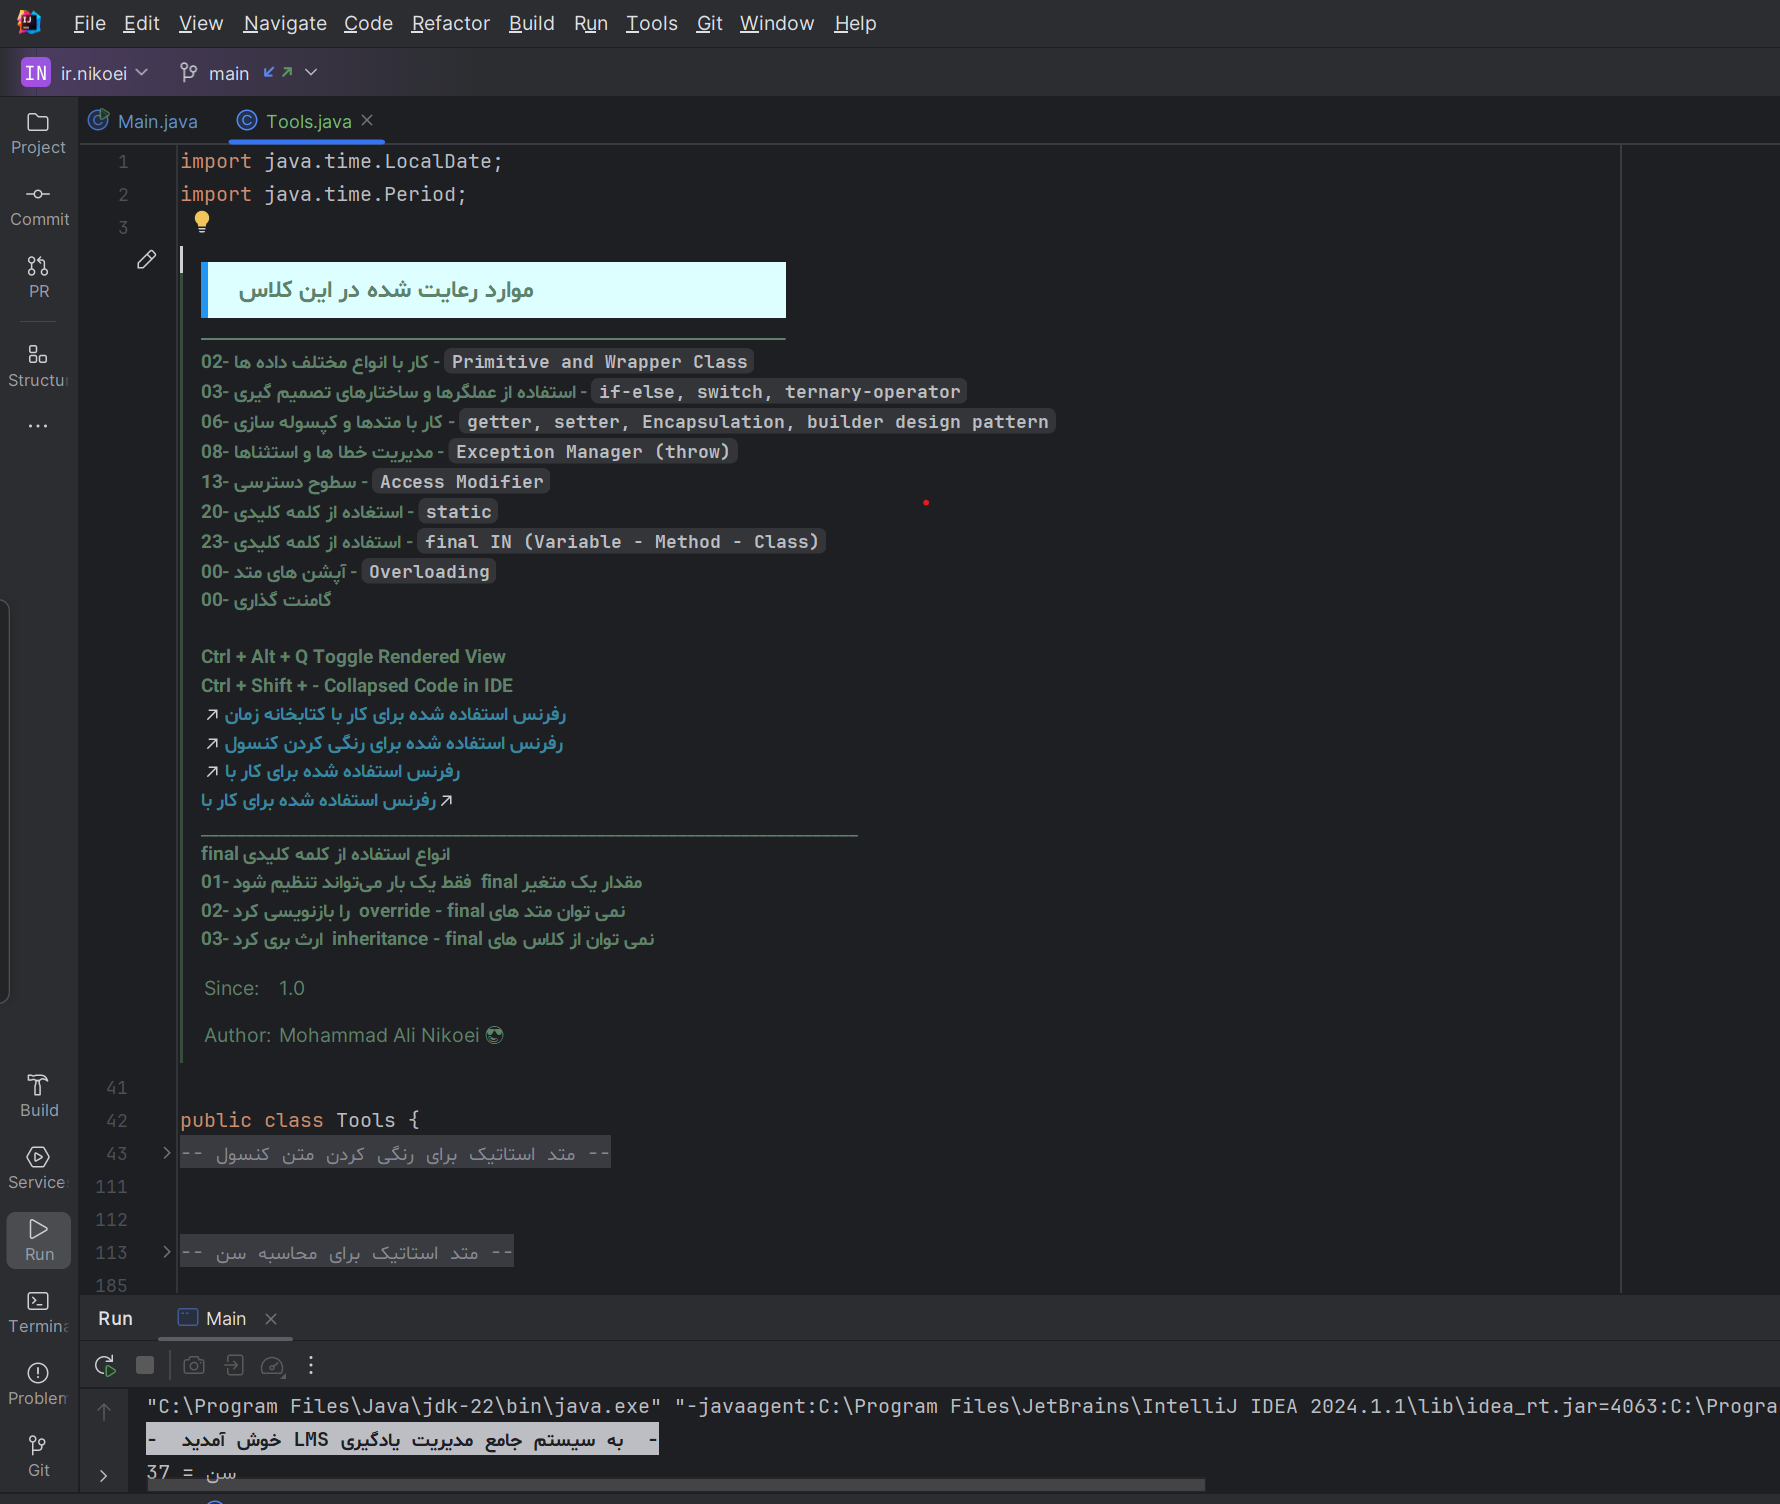 File Edit View Navigate Code Refactor Build Run Tools Git Window Help
IN ir.nikoei main
Project
Commit
PR
Structu
Main.java Tools.java
1 import java.time.LocalDate;
2 import java.time.Period;
3
موارد رعایت شده در این کلاس
02- کار با انواع مختلف داده ها - Primitive and Wrapper Class
03- استفاده از عملگرها و ساختارهای تصمیم گیری - if-else, switch, ternary-operator
06- کار با متدها و کپسوله سازی - getter, setter, Encapsulation, builder design pattern
08- مدیریت خطا ها و استثناها - Exception Manager (throw)
13- سطوح دسترسی - Access Modifier
20- استغاده از کلمه کلیدی - static
23- استفاده از کلمه کلیدی - final IN (Variable - Method - Class)
00- آپشن های متد - Overloading
00- گامنت گذاری
Ctrl + Alt + Q Toggle Rendered View
Ctrl + Shift + - Collapsed Code in IDE
رفرنس استفاده شده برای کار با کتابخانه زمان
رفرنس استفاده شده برای رنگی کردن کنسول
رفرنس استفاده شده برای کار با
رفرنس استفاده شده برای کار با
انواع استفاده از کلمه کلیدی final
01- مقدار یک متغیر final فقط یک بار می‌تواند تنظیم شود
02- نمی توان متد های override - final را بازنویسی کرد
03- نمی توان از کلاس های inheritance - final ارث بری کرد
Since: 1.0
Author: Mohammad Ali Nikoei 😎
41
42 public class Tools {
43 -- متد استاتیک برای رنگی کردن متن کنسول --
111
112
113 -- متد استاتیک برای محاسبه سن --
185
Build
Service
Run
Termina
Problem
Git
Run Main
"C:\Program Files\Java\jdk-22\bin\java.exe" "-javaagent:C:\Program Files\JetBrains\IntelliJ IDEA 2024.1.1\lib\idea_rt.jar=4063:C:\Progra
- به سیستم جامع مدیریت یادگیری LMS خوش آمدید -
سن = 37